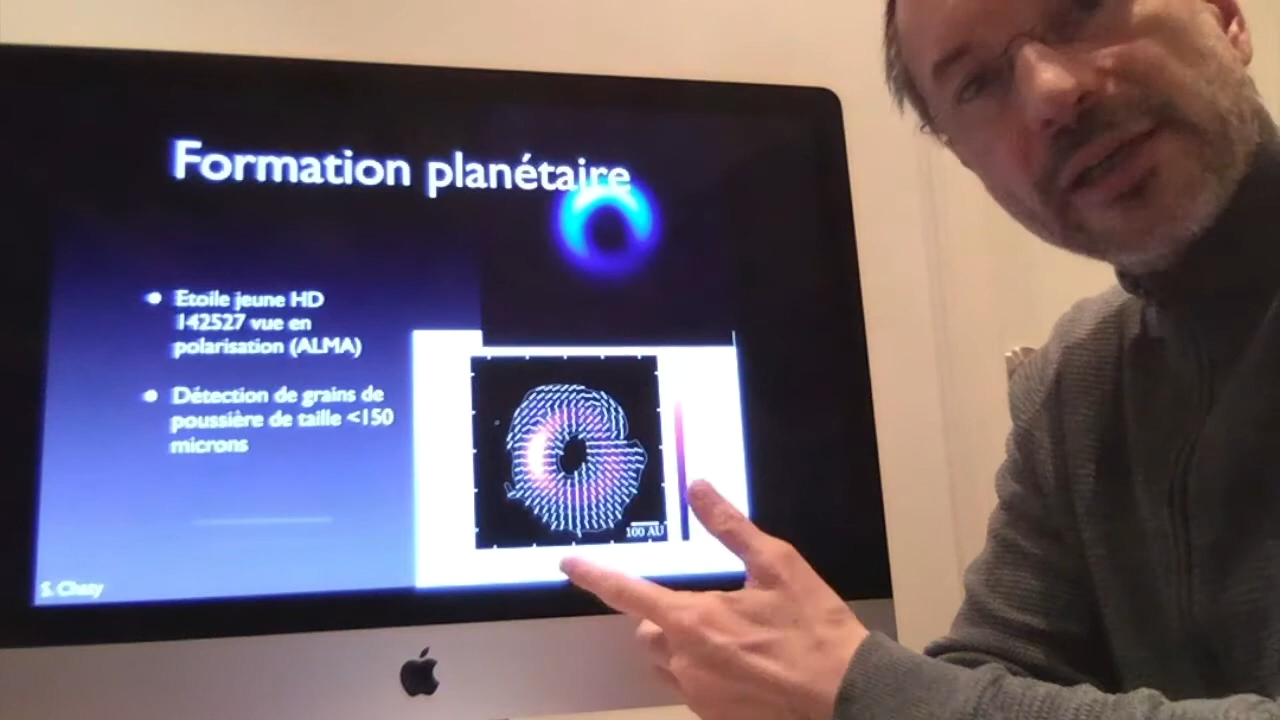 Formation planétaire
• Etoile jeune HD
142527 vue en
polarisation (ALMA)
• Détection de grains de
poussière de taille <150
microns
100 AU
S. Chaty